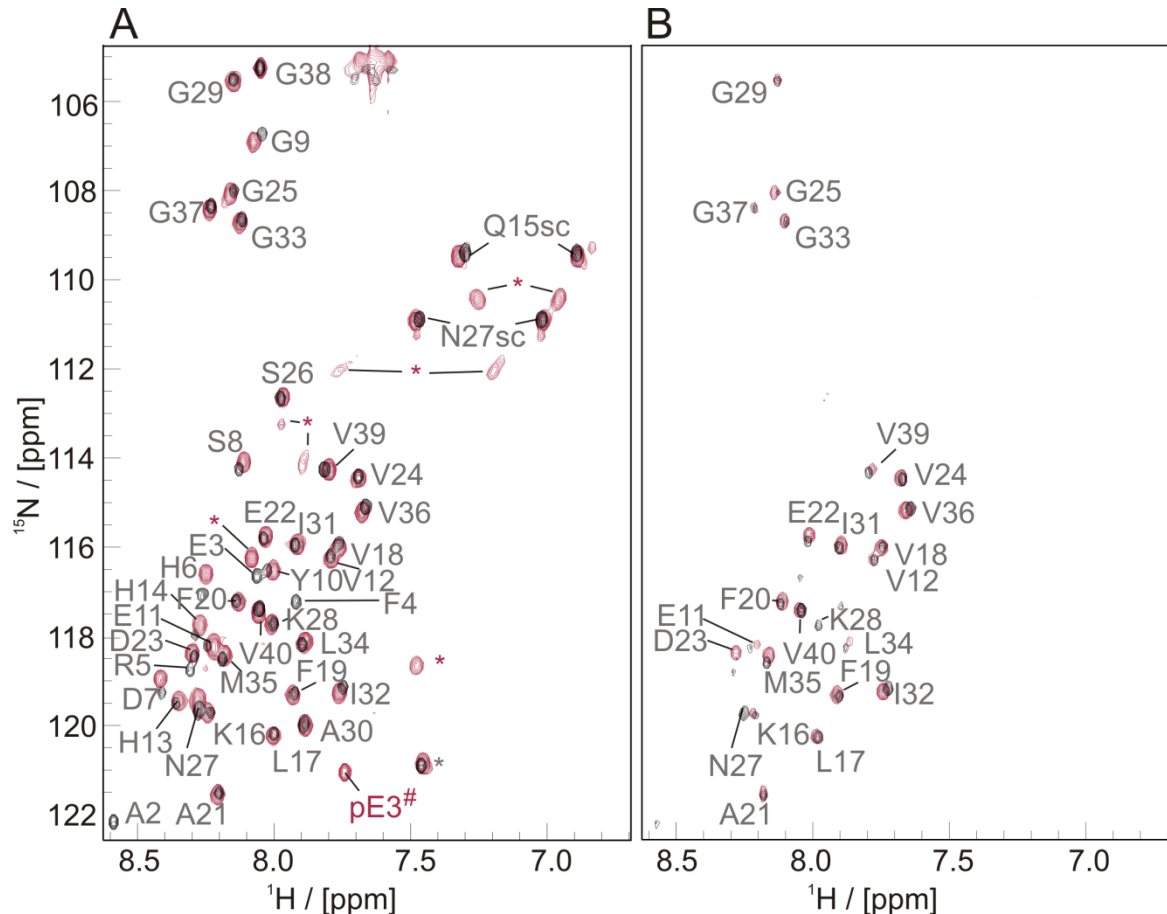 A
B
G38
G29
G9
G25
G37
G33
Q15sc
*
N27sc
*
S26
*
S8
V39
V24
*
E22
I31
V36
E3
H6
Y10
V18
V12
H14
F20
F4
E11
K28
D23
L34
V40
R5
M35
F19
*
D7
I32
H13
K16
A30
N27
L17
*
pE3#
A2
A21
106
108
110
112
114
116
118
120
122
15N / [ppm]
8.5
8.0
7.5
7.0
1H / [ppm]
G29
G25
G37
G33
V39
V24
E22
I31
V36
V18
V12
F20
E11
K28
D23
L34
V40
M35
F19
I32
K16
N27
L17
A21
8.5
8.0
7.5
7.0
1H / [ppm]